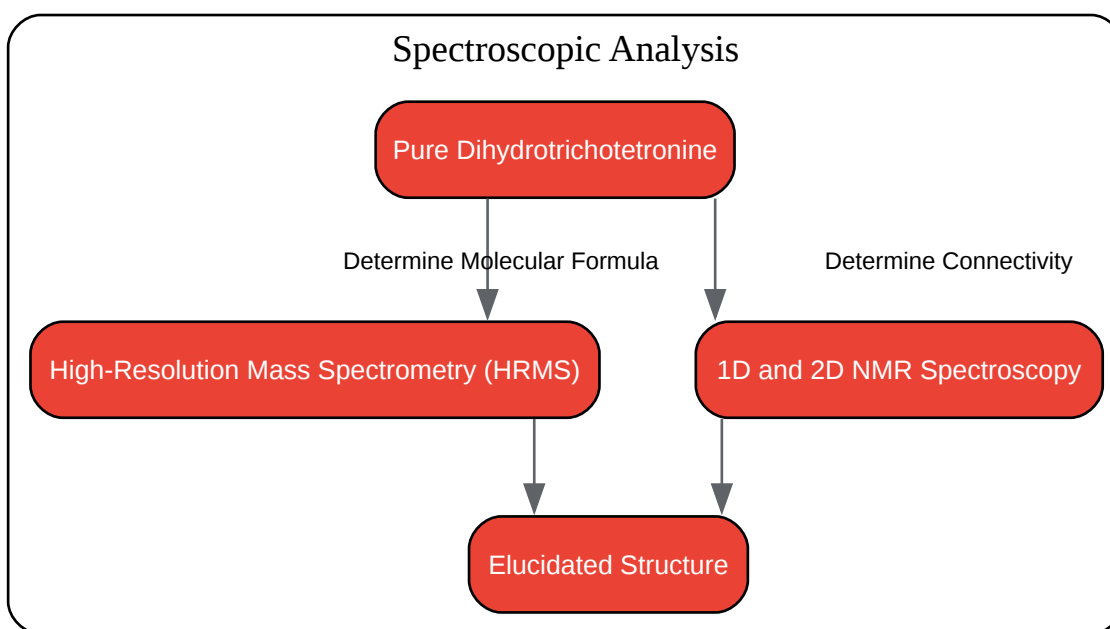 Spectroscopic Analysis
Pure Dihydrotrichotetronine
Determine Molecular Formula
Determine Connectivity
High-Resolution Mass Spectrometry (HRMS)
1D and 2D NMR Spectroscopy
Elucidated Structure